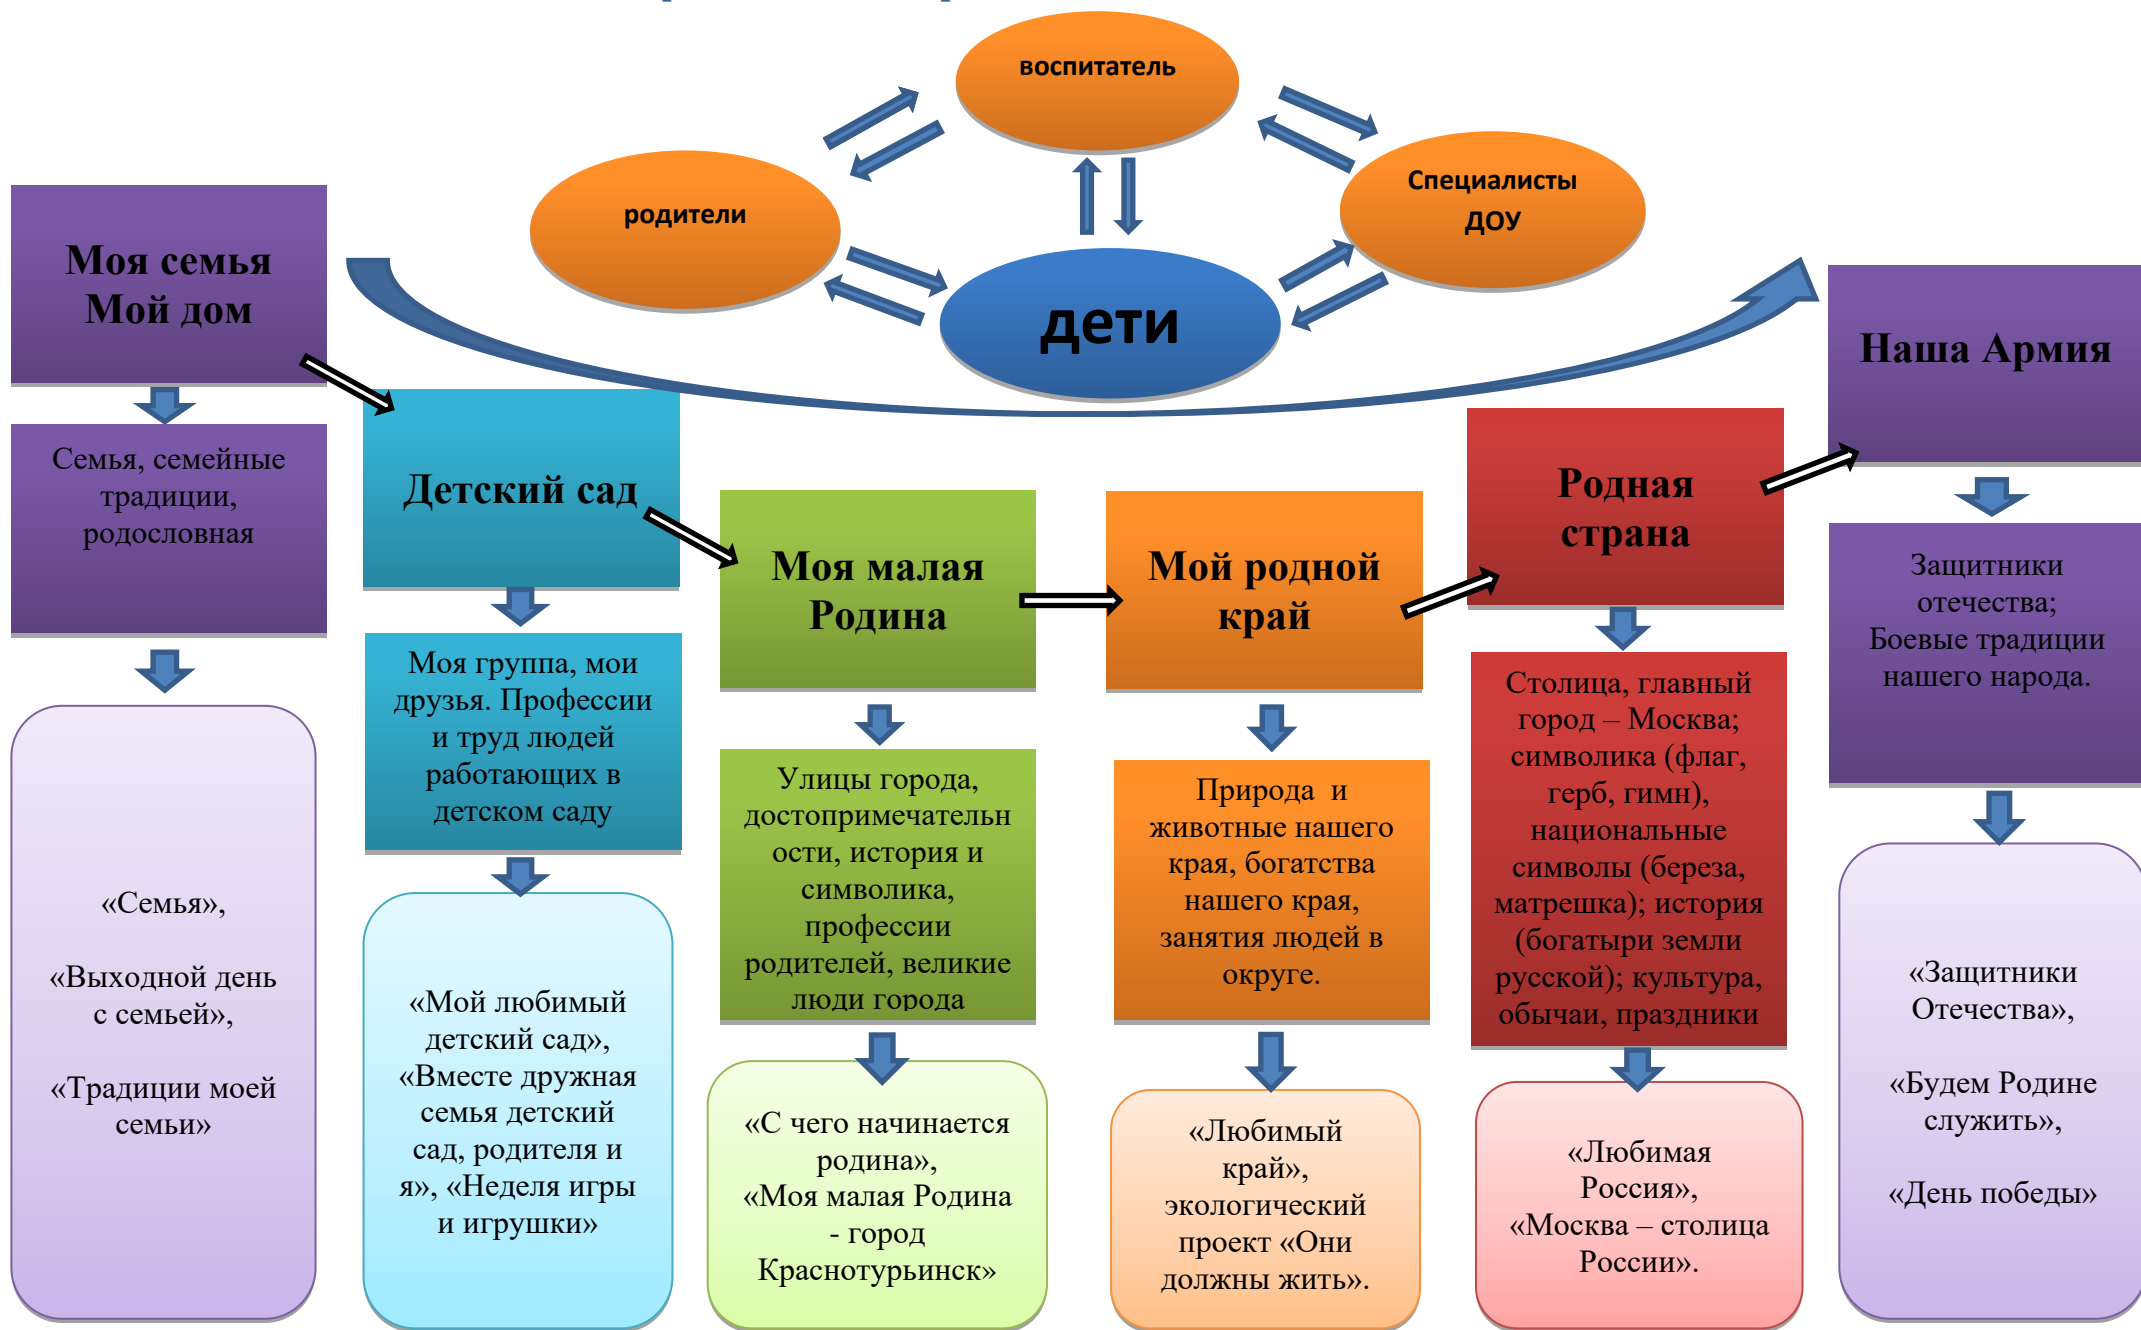 воспитатель
родители
Специалисты
ДОУ
дети
Моя семья
Мой дом
Семья, семейные
традиции,
родословная
«Семья»,
«Выходной день
с семьей»,
«Традиции моей
семьи»
Детский сад
Моя группа, мои
друзья. Профессии
и труд людей
работающих в
детском саду
«Мой любимый
детский сад»,
«Вместе дружная
семья детский
сад, родителя и
я», «Неделя игры
и игрушки»
Моя малая
Родина
Улицы города,
достопримечательн
ости, история и
символика,
профессии
родителей, великие
люди города
«С чего начинается
родина»,
«Моя малая Родина
- город
Краснотурьинск»
Мой родной
край
Природа и
животные нашего
края, богатства
нашего края,
занятия людей в
округе.
«Любимый
край»,
экологический
проект «Они
должны жить».
Родная
страна
Столица, главный
город – Москва;
символика (флаг,
герб, гимн),
национальные
символы (береза,
матрешка); история
(богатыри земли
русской); культура,
обычаи, праздники
«Любимая
Россия»,
«Москва – столица
России».
Наша Армия
Защитники
отечества;
Боевые традиции
нашего народа.
«Защитники
Отечества»,
«Будем Родине
служить»,
«День победы»